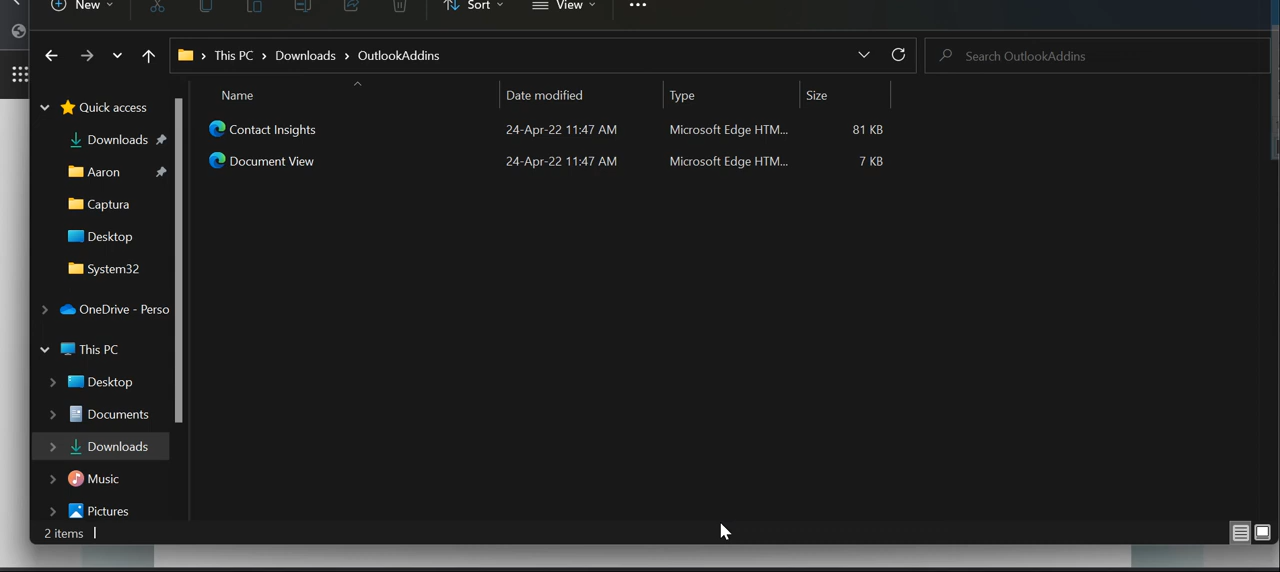 New Sort View
This PC > Downloads > OutlookAddins Search OutlookAddins
Name Date modified Type Size
Contact Insights 24-Apr-22 11:47 AM Microsoft Edge HTM... 81 KB
Document View 24-Apr-22 11:47 AM Microsoft Edge HTM... 7 KB
Quick access
Downloads
Aaron
Captura
Desktop
System32
OneDrive - Perso
This PC
Desktop
Documents
Downloads
Music
Pictures
2 items